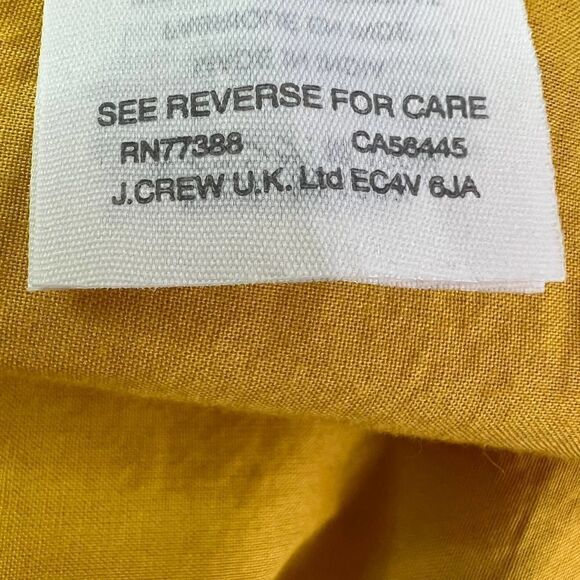 SEE REVERSE FOR CARE
RN77388 CA56445
J.CREW U.K. Ltd EC4V 6JA